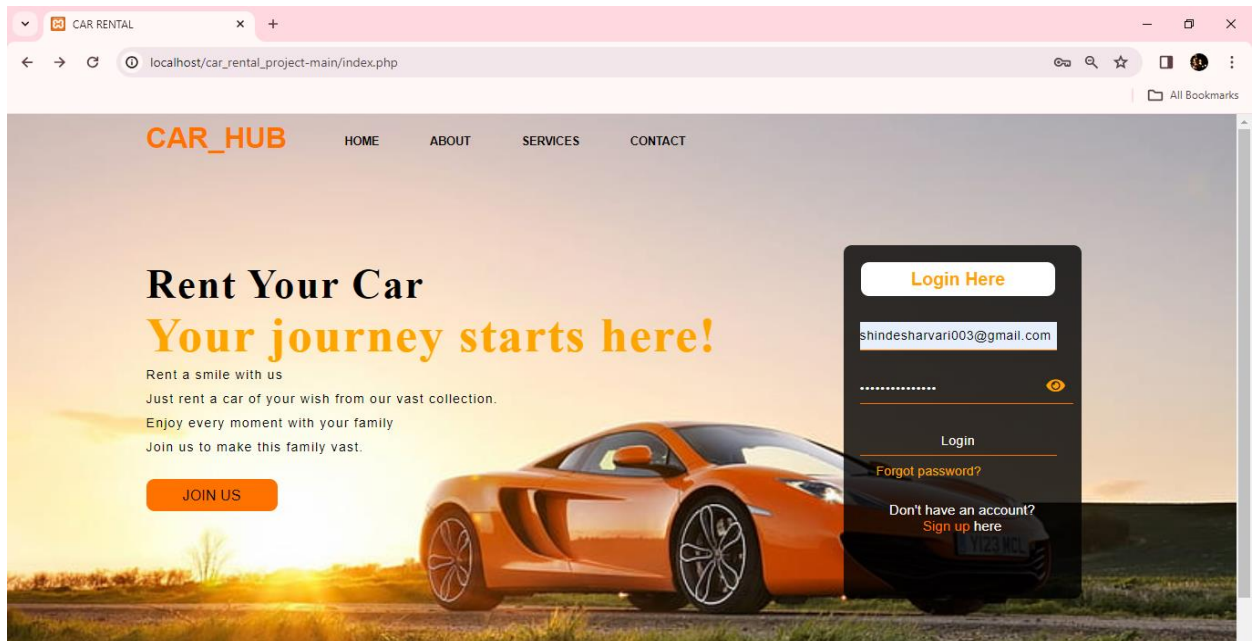 CAR RENTAL
localhost/car_rental_project-main/index.php
All Bookmarks
CAR_HUB HOME ABOUT SERVICES CONTACT
Rent Your Car
Your journey starts here!
Rent a smile with us
Just rent a car of your wish from our vast collection.
Enjoy every moment with your family
Join us to make this family vast.
JOIN US
Login Here
shindesharvari003@gmail.com
•••••••••••••••
Login
Forgot password?
Don't have an account?
Sign up here
Y123 MCL